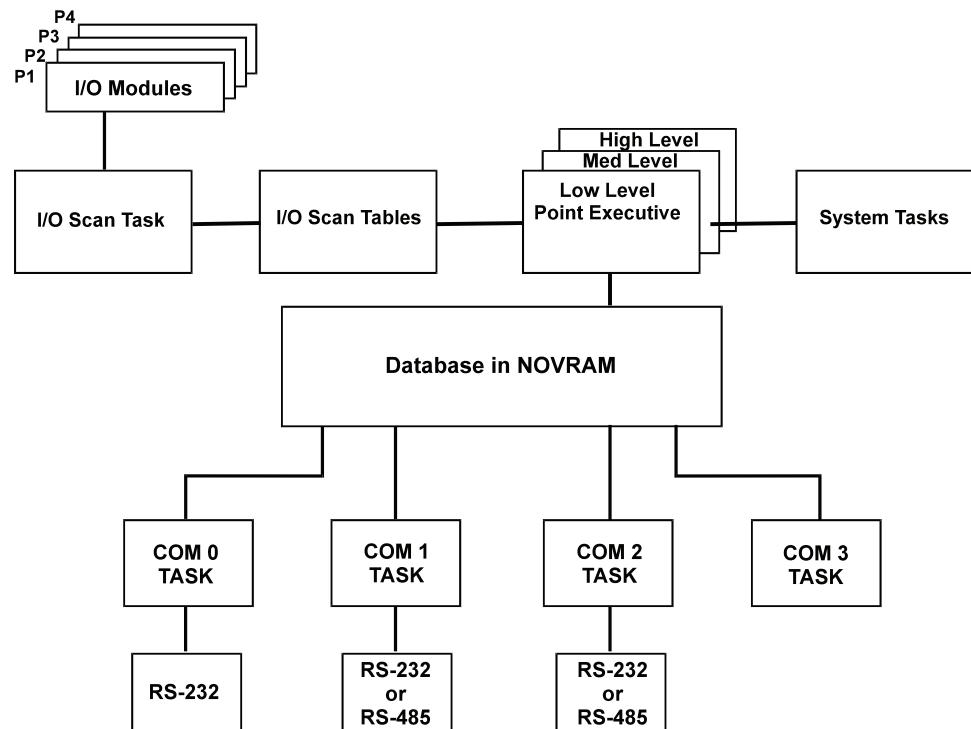 P4
P3
P2
P1
I/O Modules
High Level
Med Level
Low Level
Point Executive
I/O Scan Task
I/O Scan Tables
System Tasks
Database in NOVRAM
COM 0
TASK
COM 1
TASK
COM 2
TASK
COM 3
TASK
RS-232
RS-232
or
RS-485
RS-232
or
RS-485